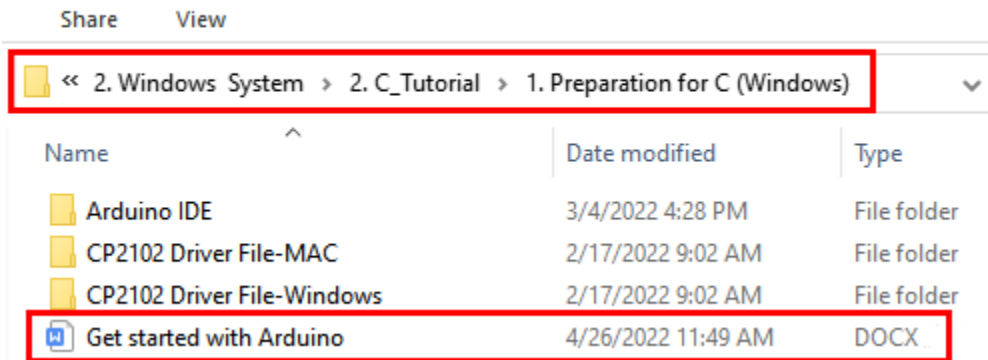 Share View
« 2. Windows System > 2. C_Tutorial > 1. Preparation for C (Windows)
Name Date modified Type
Arduino IDE 3/4/2022 4:28 PM File folder
CP2102 Driver File-MAC 2/17/2022 9:02 AM File folder
CP2102 Driver File-Windows 2/17/2022 9:02 AM File folder
W Get started with Arduino 4/26/2022 11:49 AM DOCX